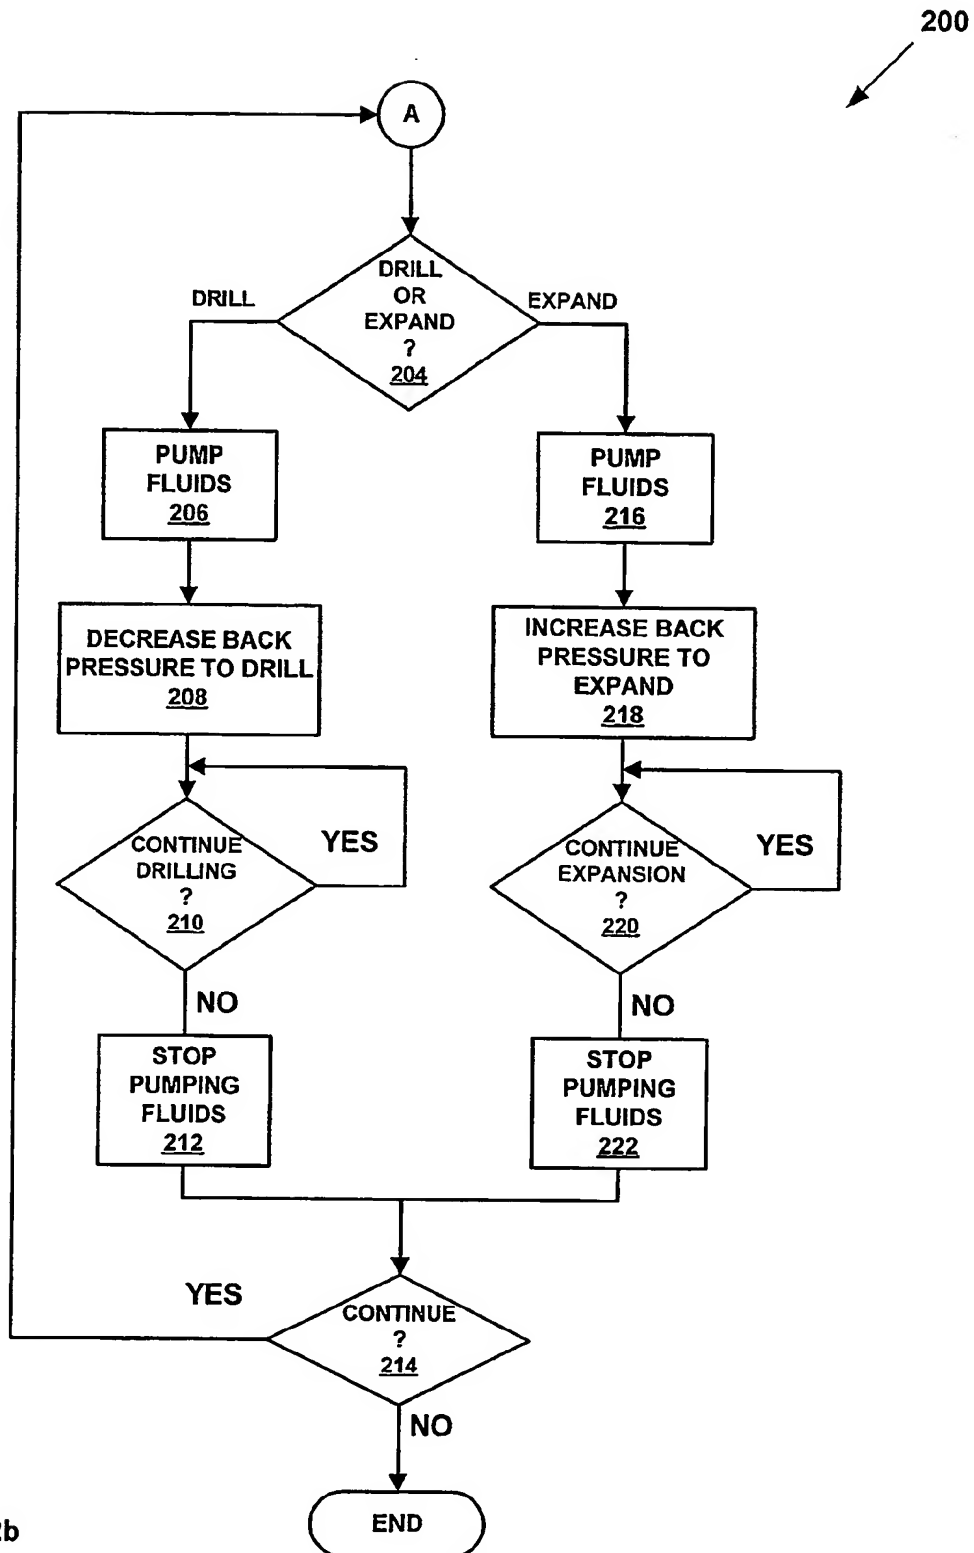 200
A
DRILL
OR
EXPAND
?
204
DRILL
EXPAND
PUMP
FLUIDS
206
PUMP
FLUIDS
216
DECREASE BACK
PRESSURE TO DRILL
208
INCREASE BACK
PRESSURE TO
EXPAND
218
CONTINUE
DRILLING
?
210
YES
CONTINUE
EXPANSION
?
220
YES
NO
NO
STOP
PUMPING
FLUIDS
212
STOP
PUMPING
FLUIDS
222
YES
CONTINUE
?
214
NO
END
2b